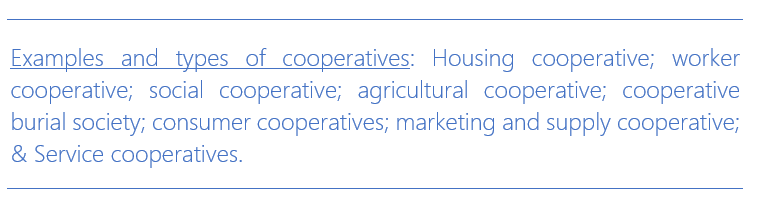 Examples and types of cooperatives: Housing cooperative; worker
cooperative; social cooperative; agricultural cooperative; cooperative
burial society; consumer cooperatives; marketing and supply cooperative;
& Service cooperatives.